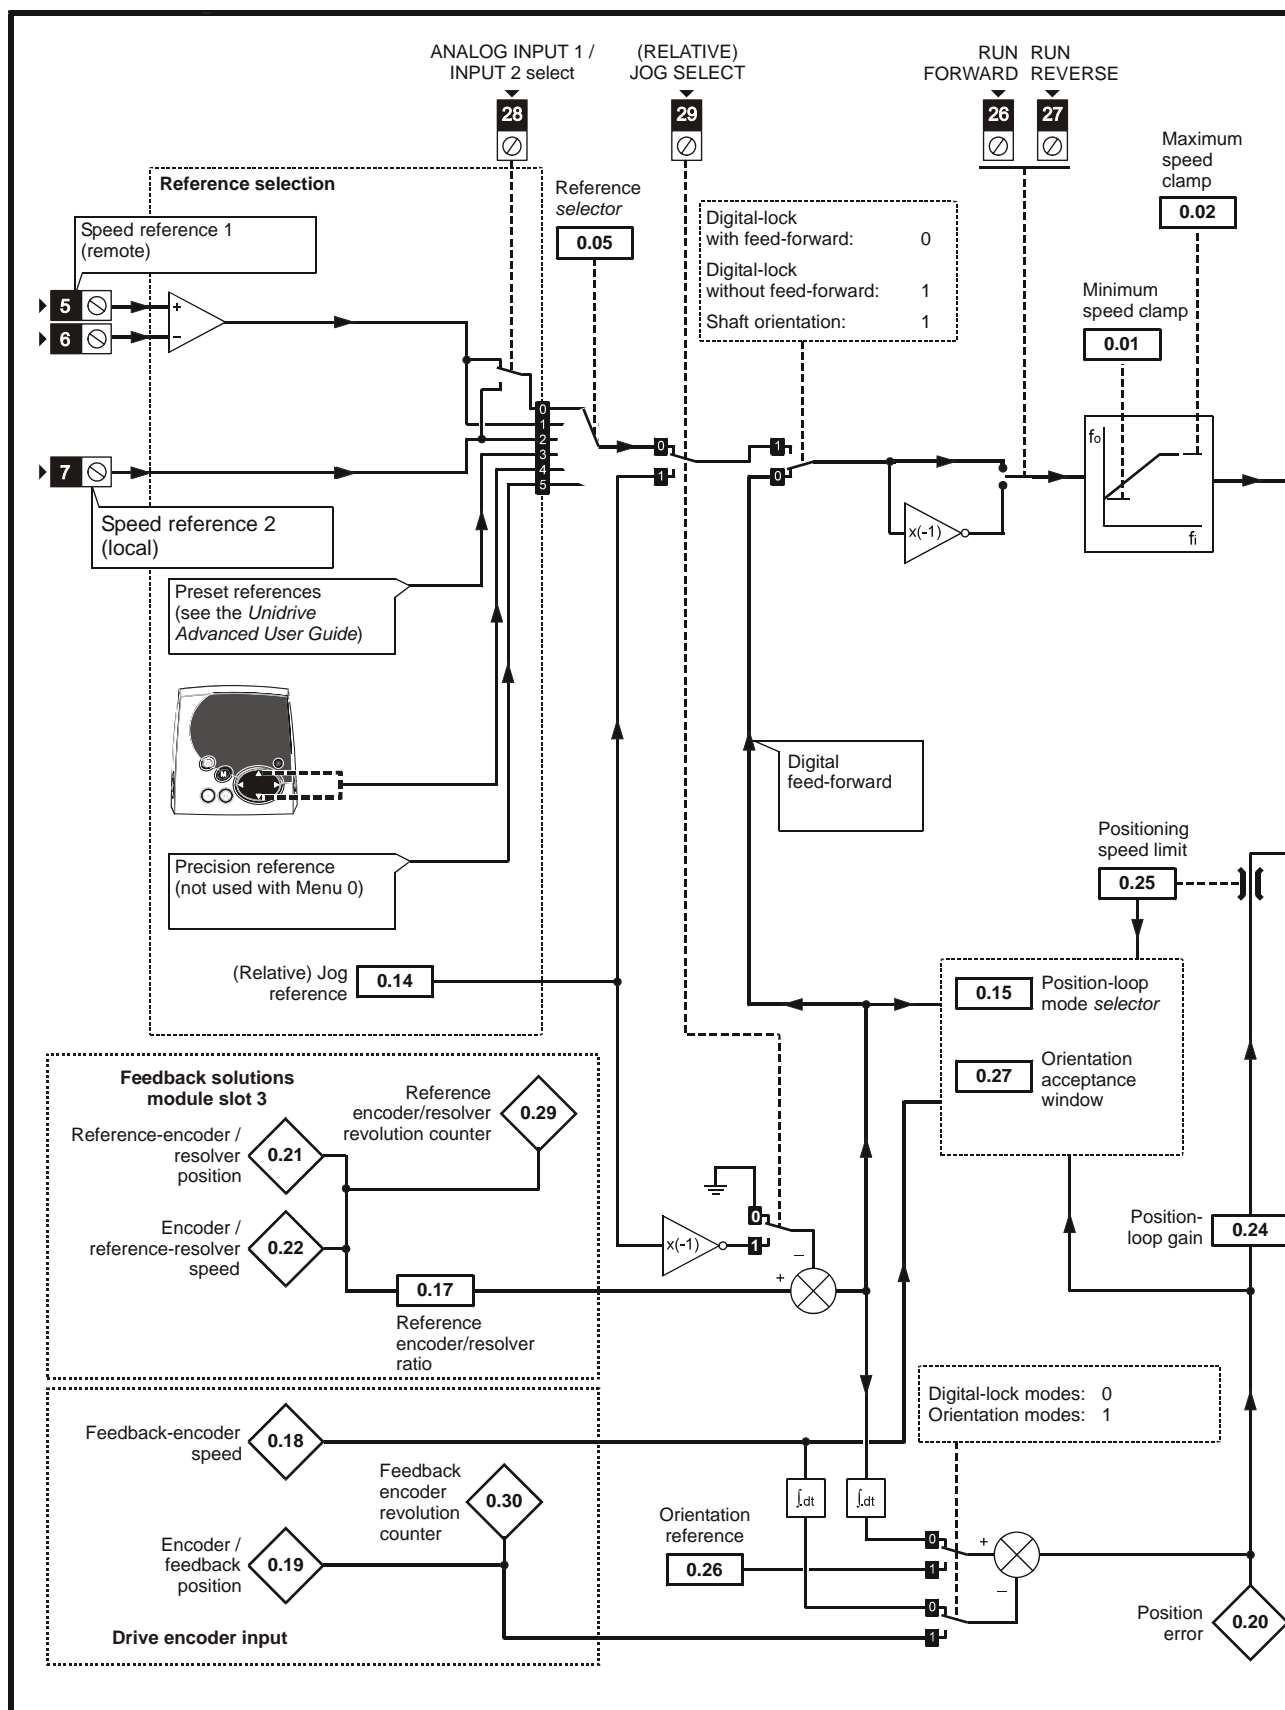 ANALOG INPUT 1 /
INPUT 2 select
28
(RELATIVE)
JOG SELECT
29
RUN
FORWARD
26
RUN
REVERSE
27
Maximum
speed
clamp
0.02
Reference selection
Speed reference 1
(remote)
5
6
+
−
Reference
selector
0.05
Digital-lock
with feed-forward: 0
Digital-lock
without feed-forward: 1
Shaft orientation: 1
Minimum
speed clamp
0.01
0
1
2
3
4
5
0
1
1
0
x(-1)
fo
fi
7
Speed reference 2
(local)
Preset references
(see the Unidrive
Advanced User Guide)
M
Digital
feed-forward
Precision reference
(not used with Menu 0)
Positioning
speed limit
0.25
(Relative) Jog
reference
0.14
0.15
Position-loop
mode selector
0.27
Orientation
acceptance
window
Feedback solutions
module slot 3
Reference
encoder/resolver
revolution counter
0.29
Reference-encoder /
resolver
position
0.21
Encoder /
reference-resolver
speed
0.22
0.17
Reference
encoder/resolver
ratio
x(-1)
0
1
−
+
Position-
loop gain
0.24
Digital-lock modes: 0
Orientation modes: 1
Feedback-encoder
speed
0.18
Feedback
encoder
revolution
counter
0.30
Encoder /
feedback
position
0.19
Drive encoder input
∫.dt
∫.dt
Orientation
reference
0.26
0
1
+
−
0
1
Position
error
0.20